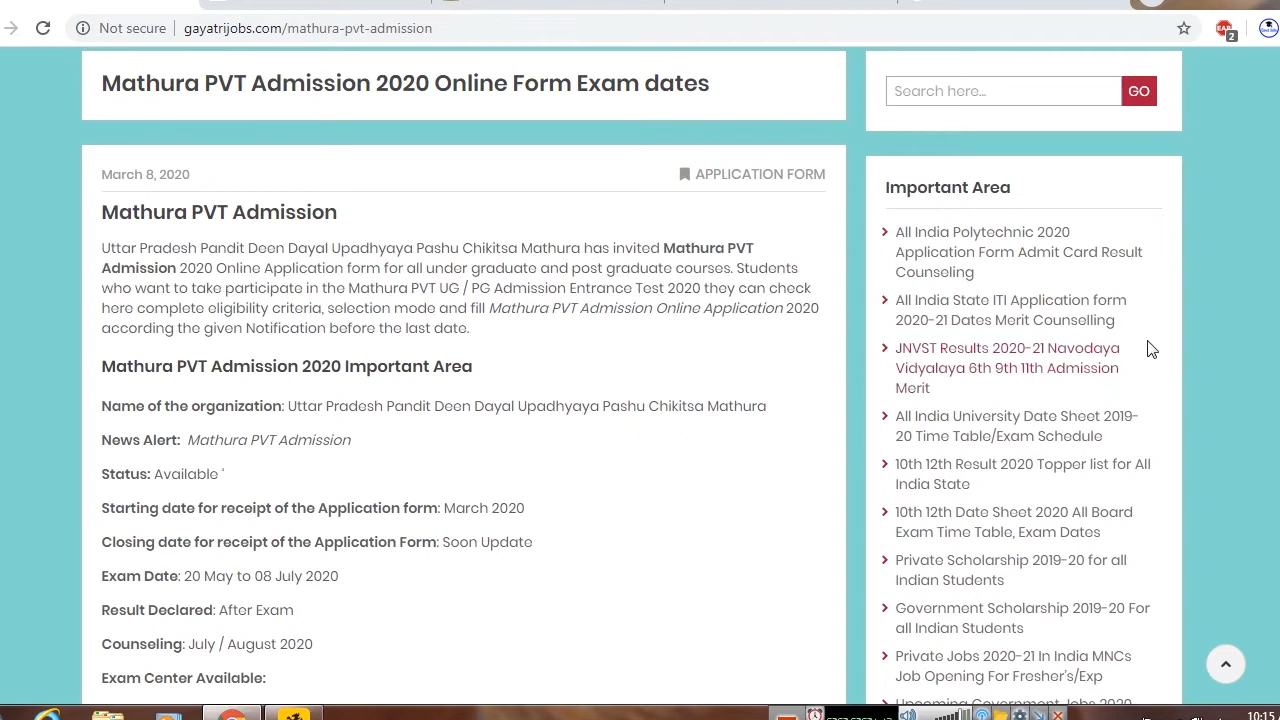 Not secure | gayatrijobs.com/mathura-pvt-admission
2
Mathura PVT Admission 2020 Online Form Exam dates
March 8, 2020
APPLICATION FORM
Mathura PVT Admission
Uttar Pradesh Pandit Deen Dayal Upadhyaya Pashu Chikitsa Mathura has invited Mathura PVT
Admission 2020 Online Application form for all under graduate and post graduate courses. Students
who want to take participate in the Mathura PVT UG / PG Admission Entrance Test 2020 they can check
here complete eligibility criteria, selection mode and fill Mathura PVT Admission Online Application 2020
according the given Notification before the last date.
Mathura PVT Admission 2020 Important Area
Name of the organization: Uttar Pradesh Pandit Deen Dayal Upadhyaya Pashu Chikitsa Mathura
News Alert: Mathura PVT Admission
Status: Available '
Starting date for receipt of the Application form: March 2020
Closing date for receipt of the Application Form: Soon Update
Exam Date: 20 May to 08 July 2020
Result Declared: After Exam
Counseling: July / August 2020
Exam Center Available:
Search here...
GO
Important Area
All India Polytechnic 2020
Application Form Admit Card Result
Counseling
All India State ITI Application form
2020-21 Dates Merit Counselling
JNVST Results 2020-21 Navodaya
Vidyalaya 6th 9th 11th Admission
Merit
All India University Date Sheet 2019-
20 Time Table/Exam Schedule
10th 12th Result 2020 Topper list for All
India State
10th 12th Date Sheet 2020 All Board
Exam Time Table, Exam Dates
Private Scholarship 2019-20 for all
Indian Students
Government Scholarship 2019-20 For
all Indian Students
Private Jobs 2020-21 In India MNCs
Job Opening For Fresher's/Exp
Upcoming Government Jobs 2020
10:15